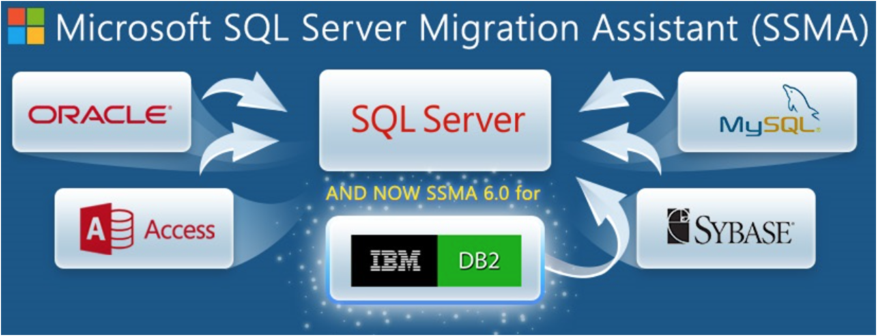 Microsoft SQL Server Migration Assistant (SSMA)
ORACLE®
SQL Server
MySQL®
AND NOW SSMA 6.0 for
A Access
IBM DB2
SYBASE®